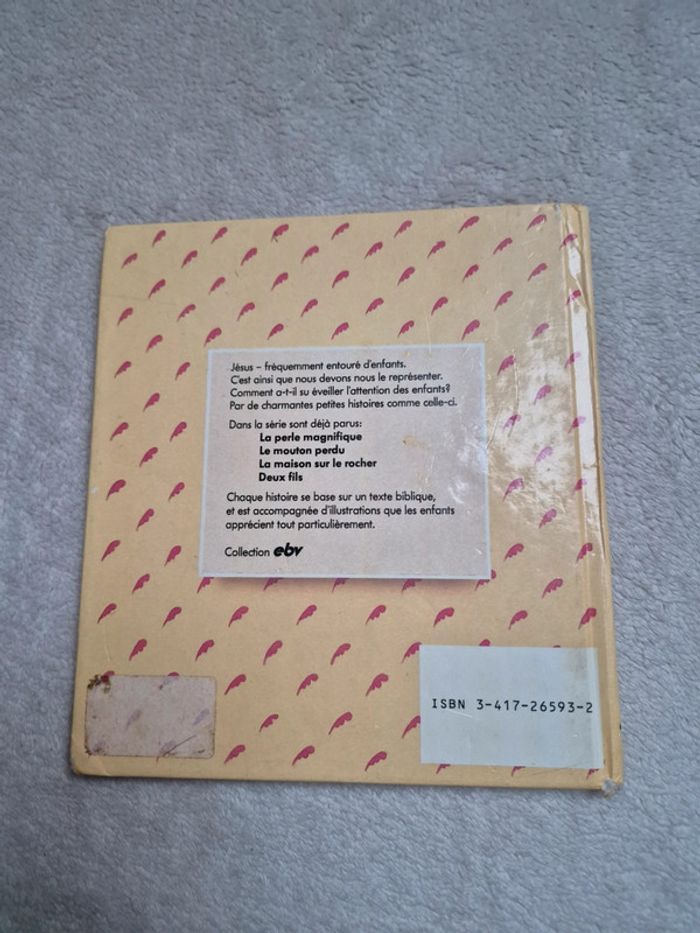 Jésus – fréquemment entouré d'enfants.
C'est ainsi que nous devons nous le représenter.
Comment a-t-il su éveiller l'attention des enfants?
Par de charmantes petites histoires comme celle-ci.
Dans la série sont déjà parus:
La perle magnifique
Le mouton perdu
La maison sur le rocher
Deux fils
Chaque histoire se base sur un texte biblique,
et est accompagnée d'illustrations que les enfants
apprécient tout particulièrement.
Collection ebv
ISBN 3-417-26593-2